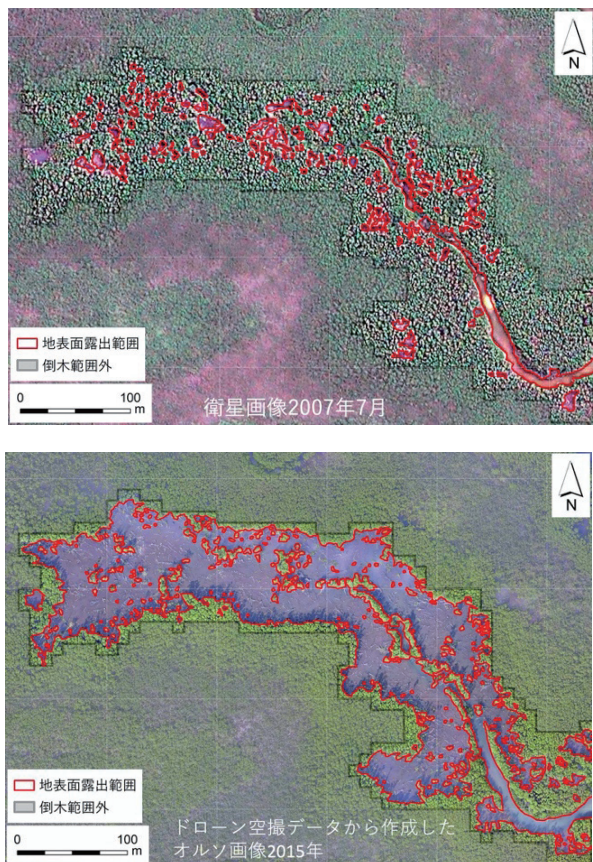 N
地表面露出範囲
倒木範囲外
0 100
m
衛星画像2007年7月
N
地表面露出範囲
倒木範囲外
0 100
m
ドローン空撮データから作成した
オルソ画像2015年